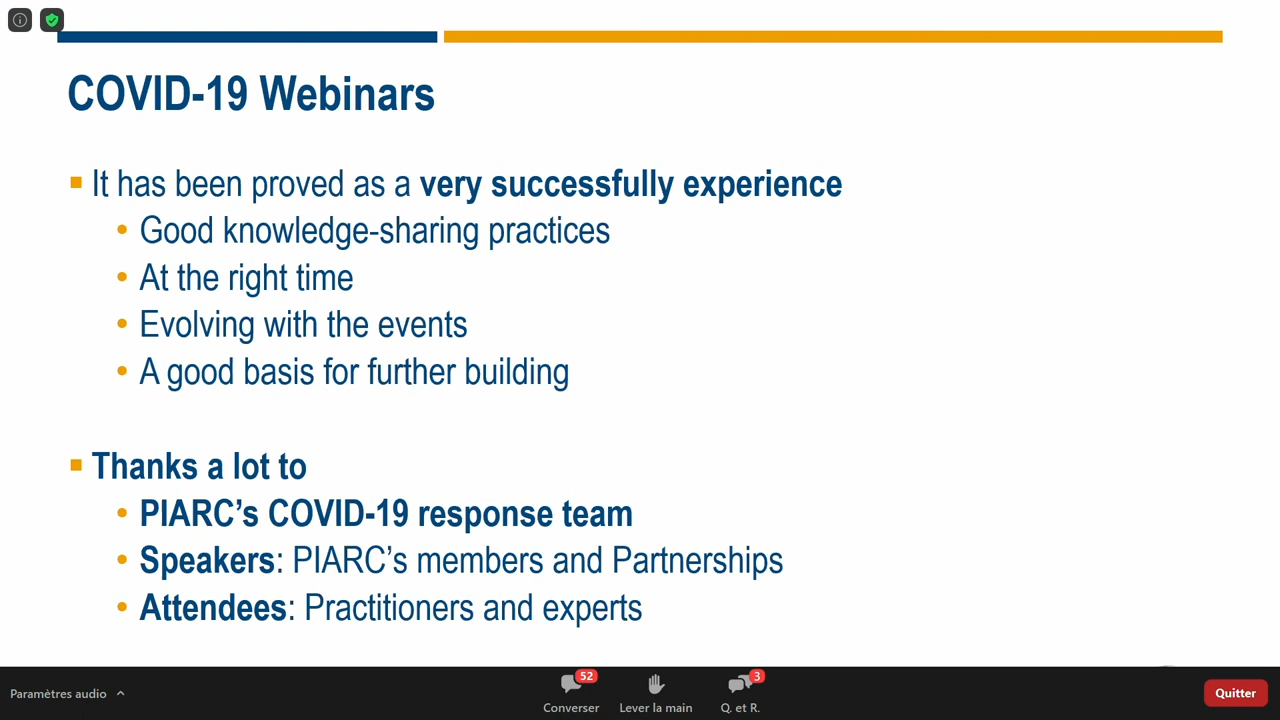 COVID-19 Webinars
It has been proved as a very successfully experience
Good knowledge-sharing practices
At the right time
Evolving with the events
A good basis for further building
Thanks a lot to
PIARC’s COVID-19 response team
Speakers: PIARC’s members and Partnerships
Attendees: Practitioners and experts
Paramètres audio
52
Converser
Lever la main
3
Q. et R.
Quitter